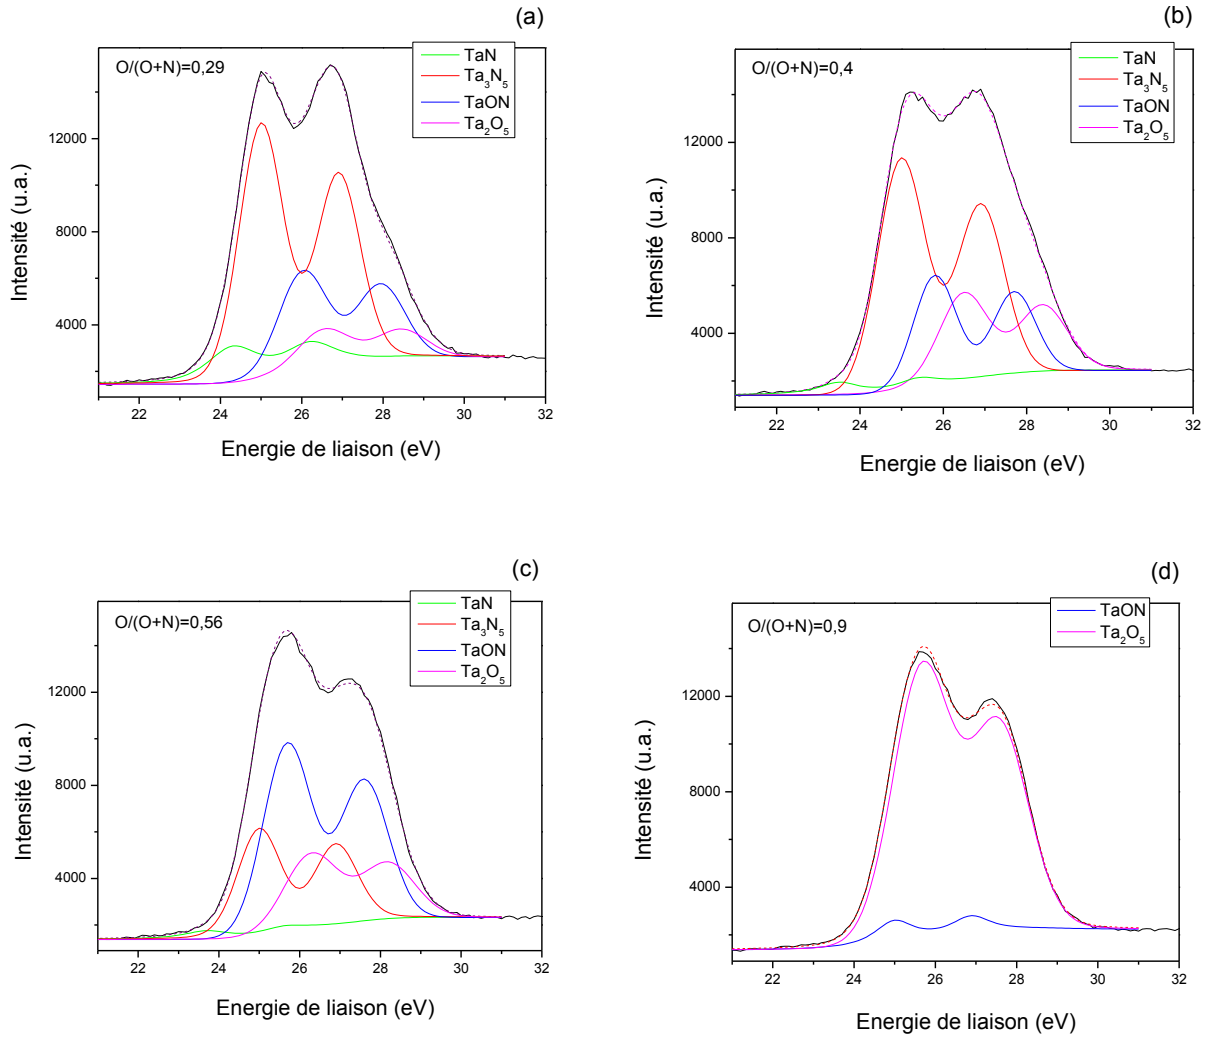 (a)
O/(O+N)=0,29
TaN
Ta₃N₅
TaON
Ta₂O₅
12000
8000
4000
Intensité (u.a.)
22 24 26 28 30 32
Energie de liaison (eV)
(b)
O/(O+N)=0,4
TaN
Ta₃N₅
TaON
Ta₂O₅
12000
8000
4000
Intensité (u.a.)
22 24 26 28 30 32
Energie de liaison (eV)
(c)
O/(O+N)=0,56
TaN
Ta₃N₅
TaON
Ta₂O₅
12000
8000
4000
Intensité (u.a.)
22 24 26 28 30 32
Energie de liaison (eV)
(d)
O/(O+N)=0,9
TaON
Ta₂O₅
12000
8000
4000
Intensité (u.a.)
22 24 26 28 30 32
Energie de liaison (eV)